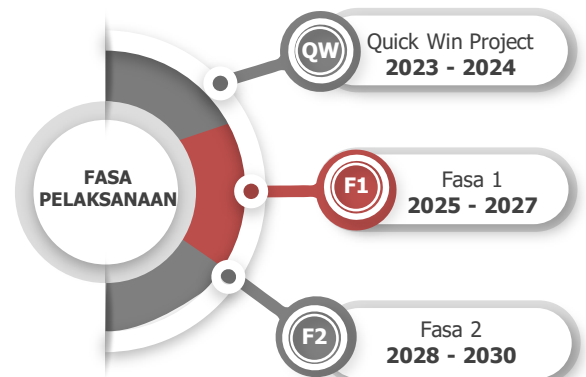 QW
Quick Win Project
2023 - 2024
FASA
PELAKSANAAN
F1
Fasa 1
2025 - 2027
F2
Fasa 2
2028 - 2030